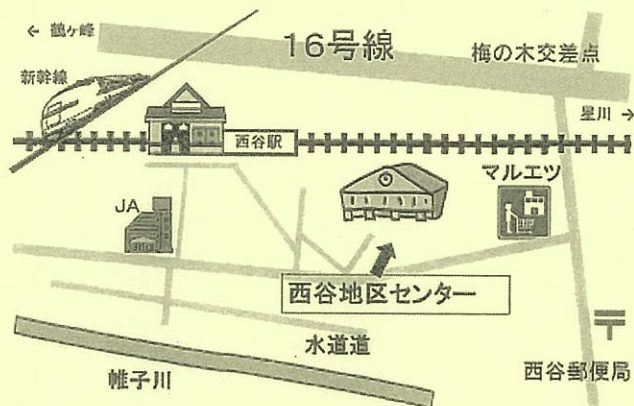 ← 鶴ヶ峰
16号線
梅の木交差点
新幹線
星川 →
西谷駅
マルエツ
JA
西谷地区センター
水道道
帷子川
〒
西谷郵便局